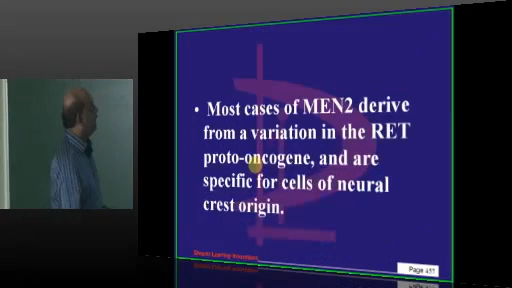 • Most cases of MEN2 derive
from a variation in the RET
proto-oncogene, and are
specific for cells of neural
crest origin.
Page 457